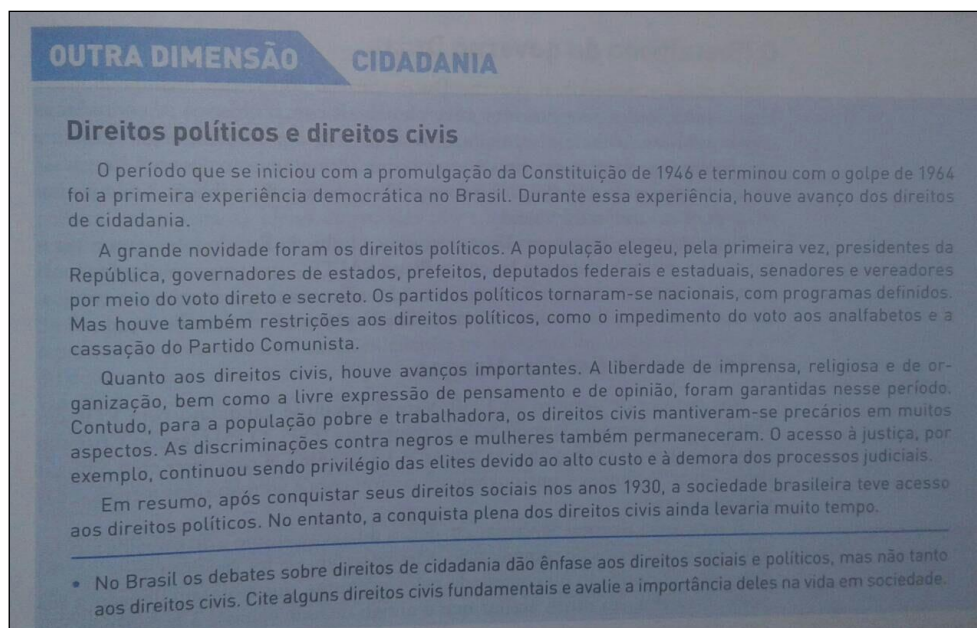 OUTRA DIMENSÃO CIDADANIA
Direitos políticos e direitos civis
O período que se iniciou com a promulgação da Constituição de 1946 e terminou com o golpe de 1964
foi a primeira experiência democrática no Brasil. Durante essa experiência, houve avanço dos direitos
de cidadania.
A grande novidade foram os direitos políticos. A população elegeu, pela primeira vez, presidentes da
República, governadores de estados, prefeitos, deputados federais e estaduais, senadores e vereadores
por meio do voto direto e secreto. Os partidos políticos tornaram-se nacionais, com programas definidos.
Mas houve também restrições aos direitos políticos, como o impedimento do voto aos analfabetos e a
cassação do Partido Comunista.
Quanto aos direitos civis, houve avanços importantes. A liberdade de imprensa, religiosa e de or-
ganização, bem como a livre expressão de pensamento e de opinião, foram garantidas nesse período.
Contudo, para a população pobre e trabalhadora, os direitos civis mantiveram-se precários em muitos
aspectos. As discriminações contra negros e mulheres também permaneceram. O acesso à justiça, por
exemplo, continuou sendo privilégio das elites devido ao alto custo e à demora dos processos judiciais.
Em resumo, após conquistar seus direitos sociais nos anos 1930, a sociedade brasileira teve acesso
aos direitos políticos. No entanto, a conquista plena dos direitos civis ainda levaria muito tempo.
• No Brasil os debates sobre direitos de cidadania dão ênfase aos direitos sociais e políticos, mas não tanto
aos direitos civis. Cite alguns direitos civis fundamentais e avalie a importância deles na vida em sociedade.